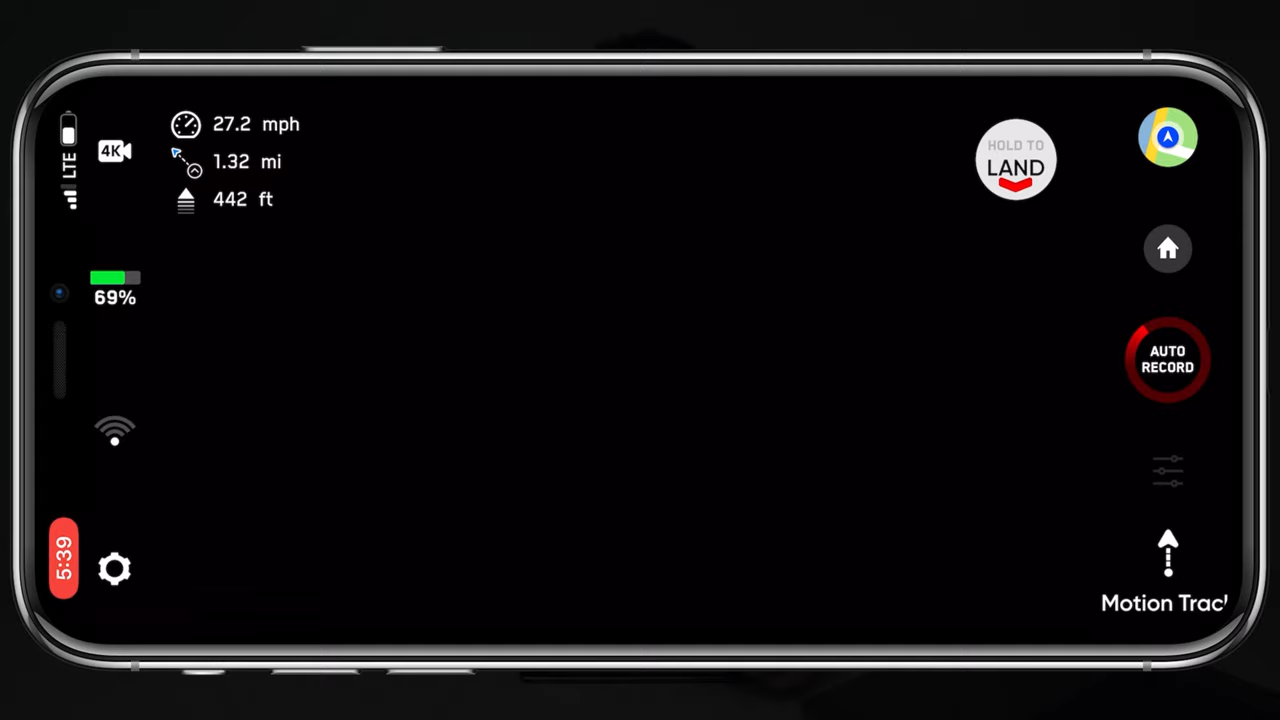 LTE
4K
27.2 mph
1.32 mi
442 ft
HOLD TO
LAND
69%
AUTO
RECORD
5:39
Motion Trac